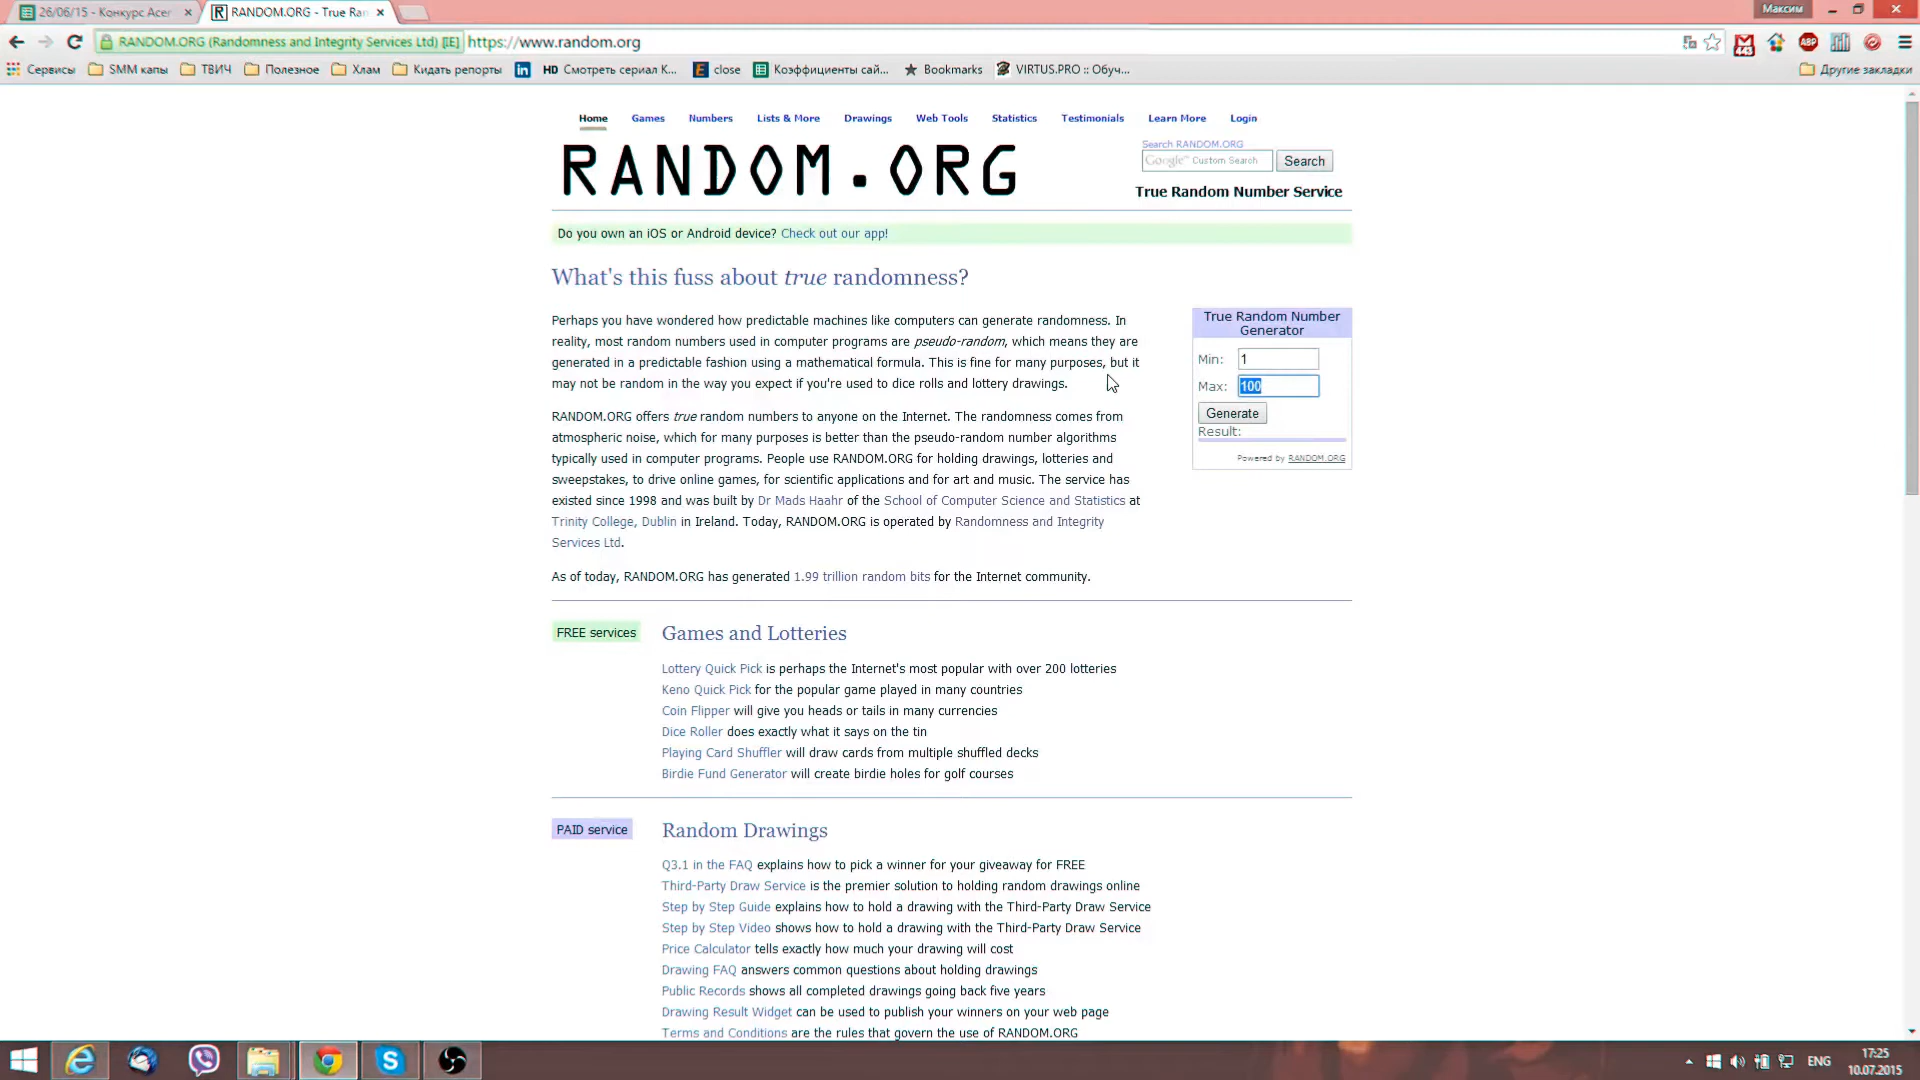 26/06/15 - Конкурс Acer
RANDOM.ORG - True Ran
Максим
RANDOM.ORG (Randomness and Integrity Services Ltd) [IE] https://www.random.org
443
ABP
Сервисы SMM капы ТВИЧ Полезное Хлам Кидать репорты in HD Смотреть сериал К... E close Коэффициенты сай... Bookmarks VIRTUS.PRO :: Обуч... Другие закладки
Home Games Numbers Lists & More Drawings Web Tools Statistics Testimonials Learn More Login
RANDOM.ORG
Search RANDOM.ORG
Google™ Custom Search Search
True Random Number Service
Do you own an iOS or Android device? Check out our app!
What's this fuss about true randomness?
Perhaps you have wondered how predictable machines like computers can generate randomness. In
reality, most random numbers used in computer programs are pseudo-random, which means they are
generated in a predictable fashion using a mathematical formula. This is fine for many purposes, but it
may not be random in the way you expect if you're used to dice rolls and lottery drawings.
RANDOM.ORG offers true random numbers to anyone on the Internet. The randomness comes from
atmospheric noise, which for many purposes is better than the pseudo-random number algorithms
typically used in computer programs. People use RANDOM.ORG for holding drawings, lotteries and
sweepstakes, to drive online games, for scientific applications and for art and music. The service has
existed since 1998 and was built by Dr Mads Haahr of the School of Computer Science and Statistics at
Trinity College, Dublin in Ireland. Today, RANDOM.ORG is operated by Randomness and Integrity
Services Ltd.
As of today, RANDOM.ORG has generated 1.99 trillion random bits for the Internet community.
True Random Number
Generator
Min: 1
Max: 100
Generate
Result:
Powered by RANDOM.ORG
FREE services
Games and Lotteries
Lottery Quick Pick is perhaps the Internet's most popular with over 200 lotteries
Keno Quick Pick for the popular game played in many countries
Coin Flipper will give you heads or tails in many currencies
Dice Roller does exactly what it says on the tin
Playing Card Shuffler will draw cards from multiple shuffled decks
Birdie Fund Generator will create birdie holes for golf courses
PAID service
Random Drawings
Q3.1 in the FAQ explains how to pick a winner for your giveaway for FREE
Third-Party Draw Service is the premier solution to holding random drawings online
Step by Step Guide explains how to hold a drawing with the Third-Party Draw Service
Step by Step Video shows how to hold a drawing with the Third-Party Draw Service
Price Calculator tells exactly how much your drawing will cost
Drawing FAQ answers common questions about holding drawings
Public Records shows all completed drawings going back five years
Drawing Result Widget can be used to publish your winners on your web page
Terms and Conditions are the rules that govern the use of RANDOM.ORG
ENG
17:25
10.07.2015